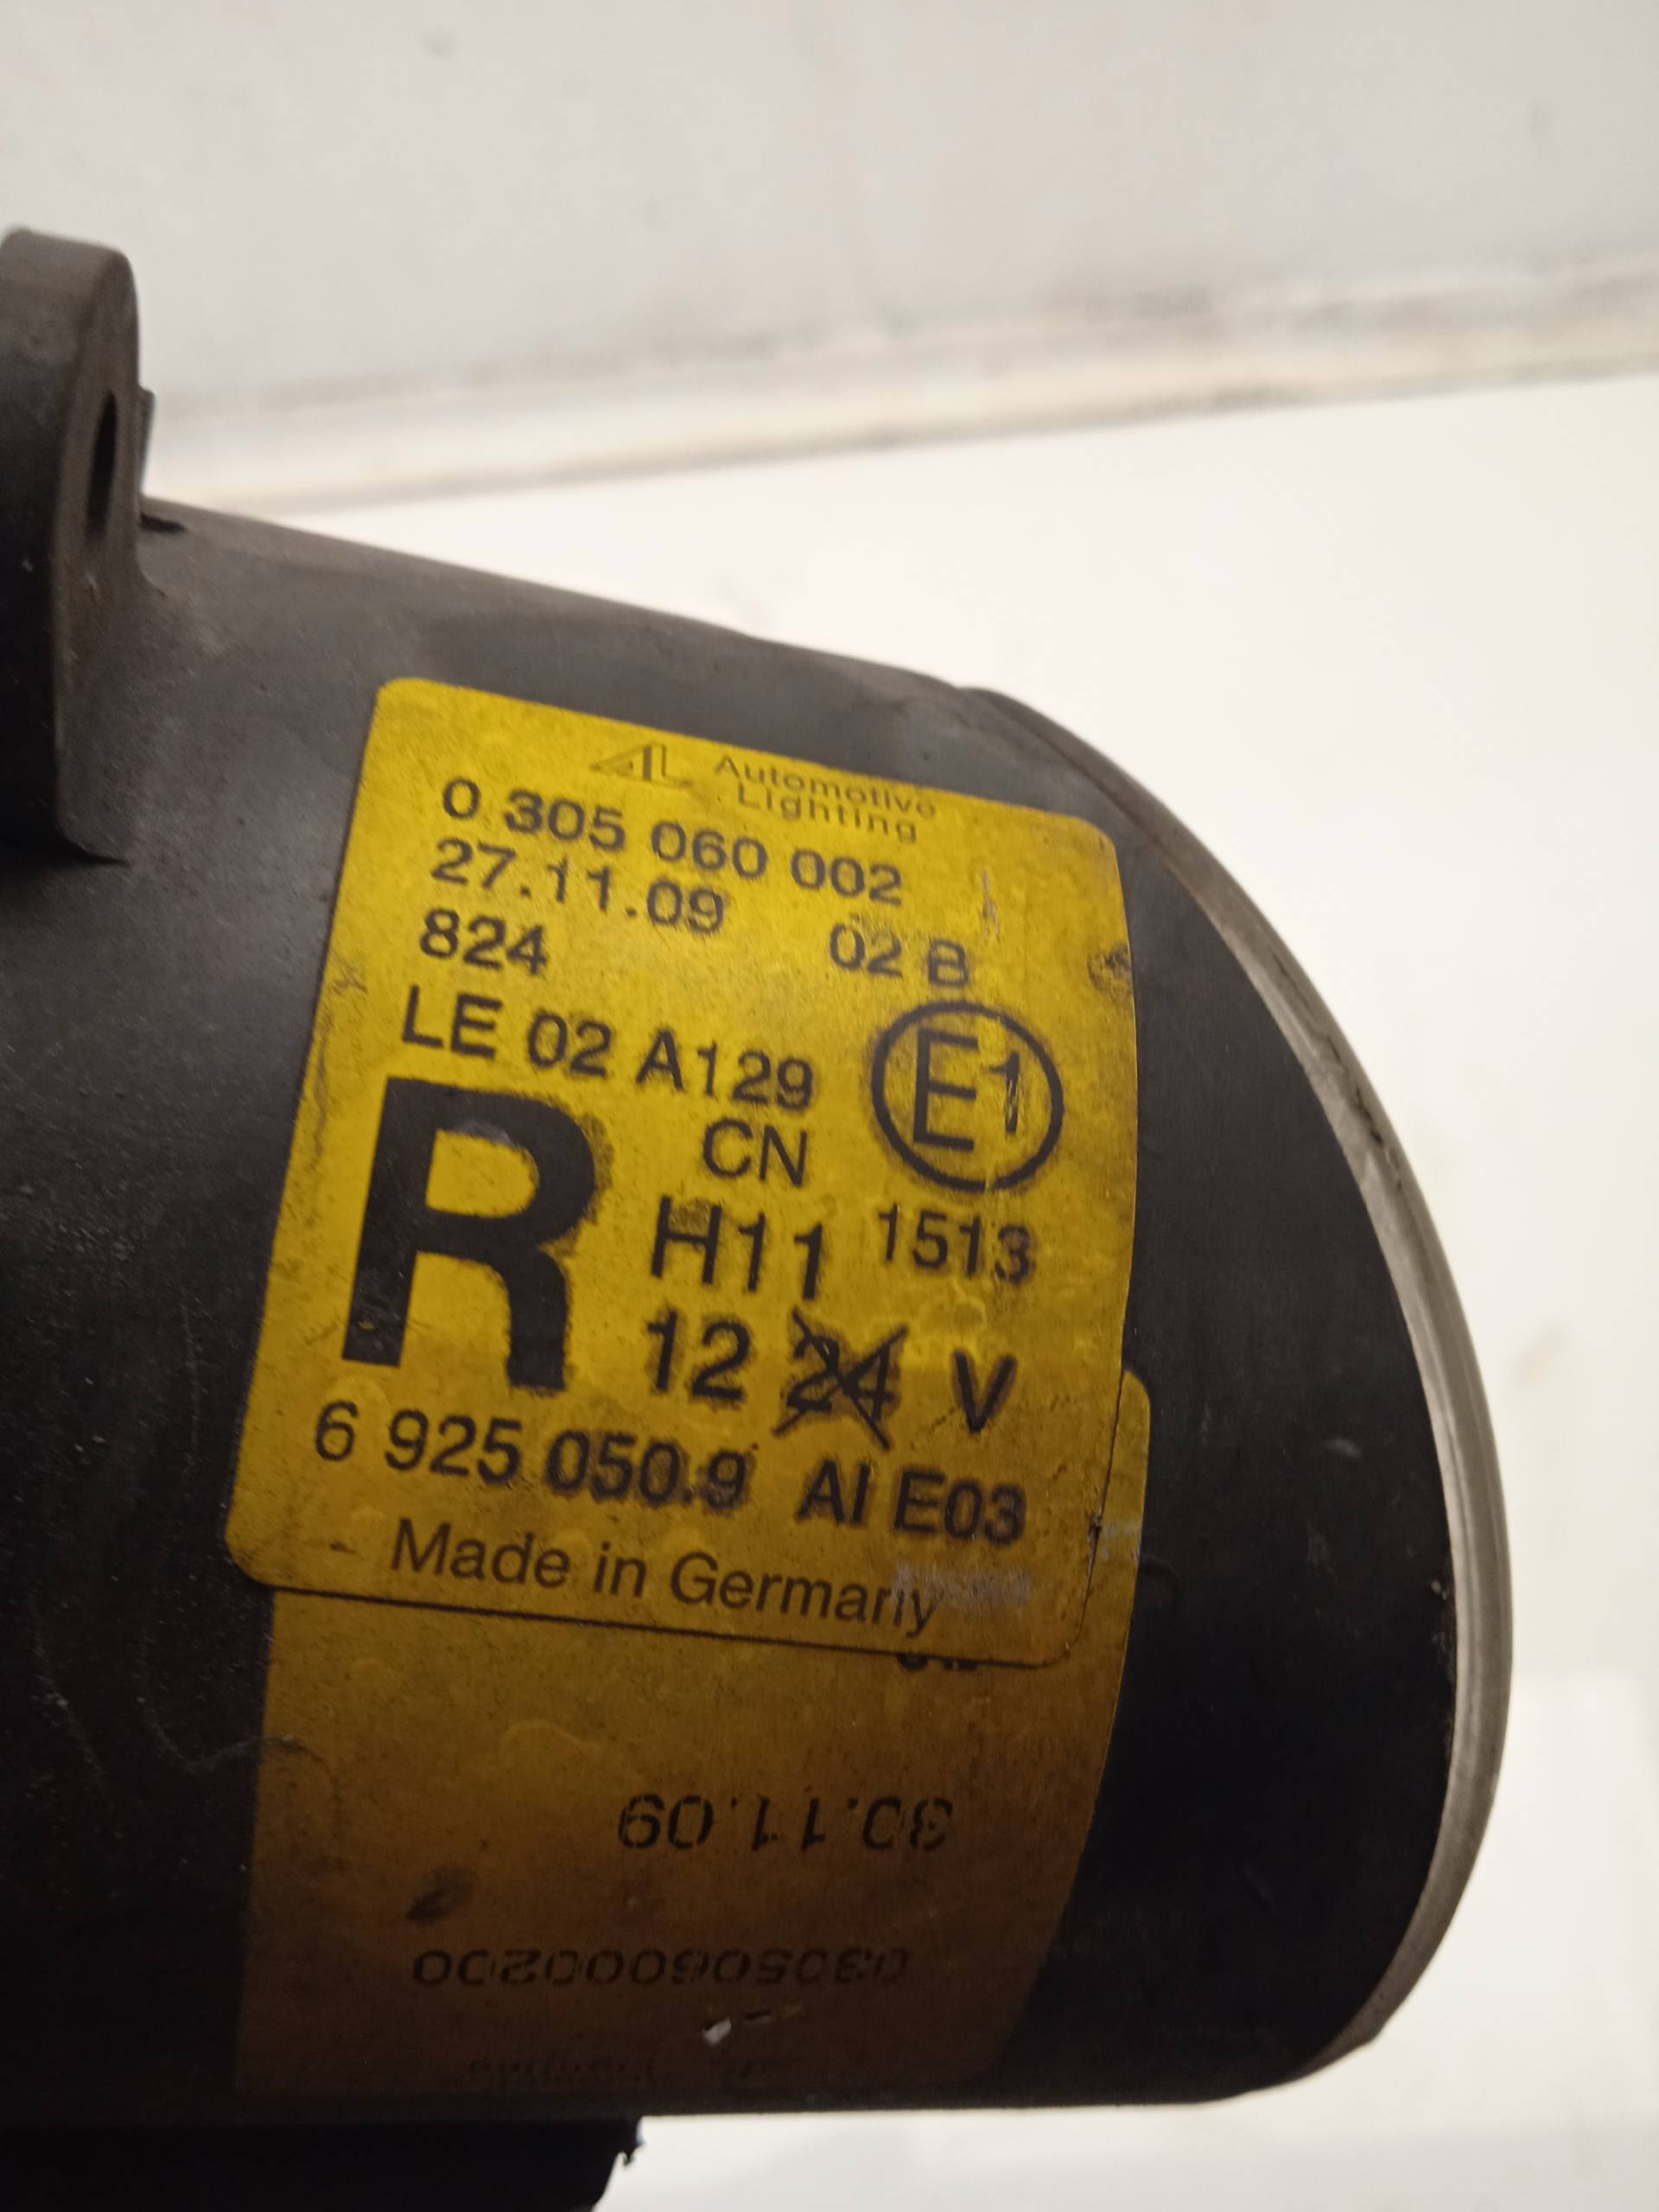 AL Automotive
Lighting
0 305 060 002
27.11.09 02 B
824
LE 02 A129 E1
CN
R H11 1513
12 24 V
6 925 050.9 AI E03
Made in Germany
30.11.09
030506000200